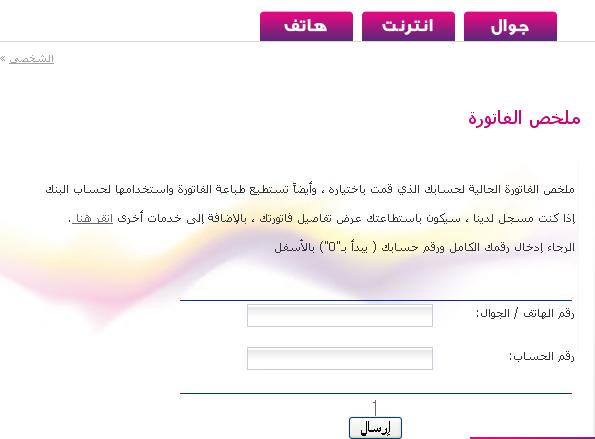 جوال
انترنت
هاتف
الشخصي »
ملخص الفاتورة
ملخص الفاتورة الحالية لحسابك الذي قمت باختياره ، وأيضاً تستطيع طباعة الفاتورة واستخدامها لحساب البنك
إذا كنت مسجل لدينا ، سيكون باستطاعتك عرض تفاصيل فاتورتك ، بالإضافة إلى خدمات أخرى انقر هنا .
الرجاء إدخال رقمك الكامل ورقم حسابك ( يبدأ بـ"0") بالأسفل
رقم الهاتف / الجوال:
رقم الحساب:
إرسال